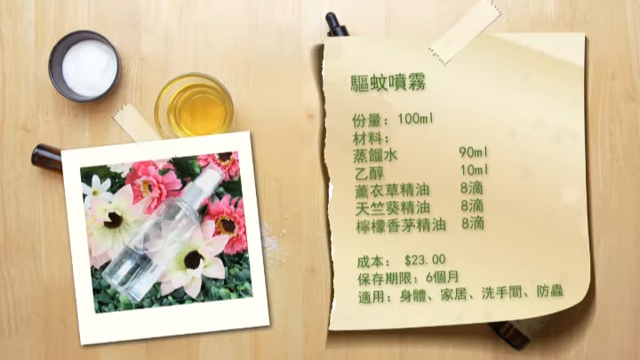 驅蚊噴霧
份量：100ml
材料：
蒸餾水 90ml
乙醇 10ml
薰衣草精油 8滴
天竺葵精油 8滴
檸檬香茅精油 8滴
成本： $23.00
保存期限：6個月
適用：身體、家居、洗手間、防蟲